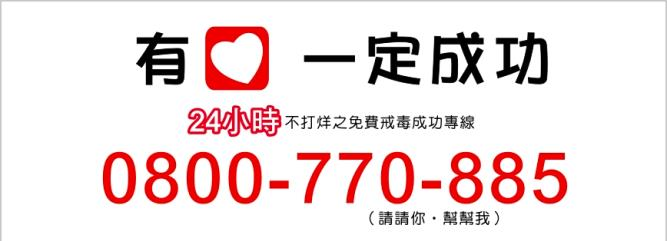 有 一定成功
24小時不打烊之免費戒毒成功專線
0800-770-885
（請請你‧幫幫我）